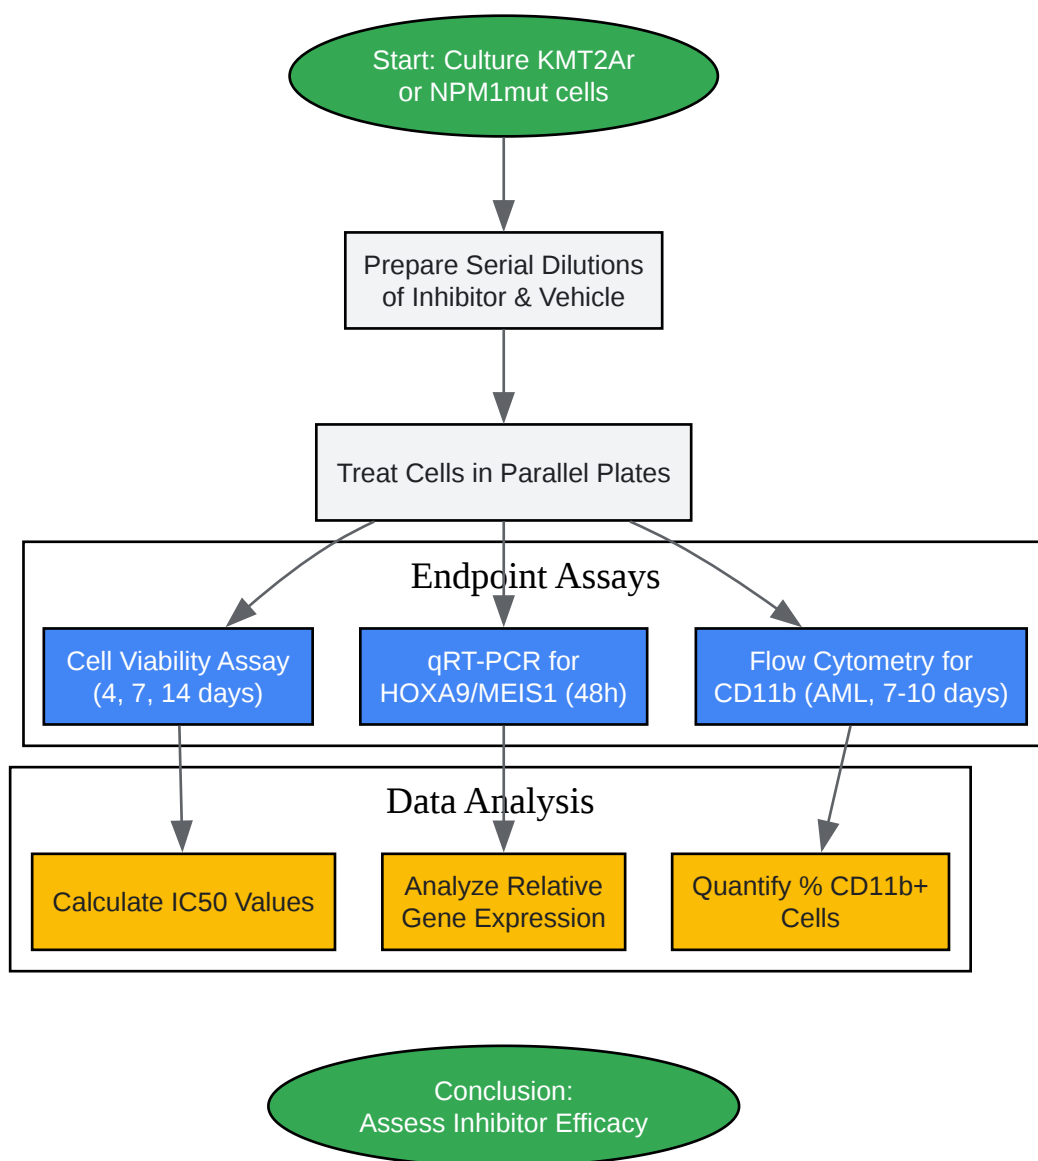 Start: Culture KMT2Ar
or NPM1mut cells
Prepare Serial Dilutions
of Inhibitor & Vehicle
Treat Cells in Parallel Plates
Endpoint Assays
Cell Viability Assay
(4, 7, 14 days)
qRT-PCR for
HOXA9/MEIS1 (48h)
Flow Cytometry for
CD11b (AML, 7-10 days)
Data Analysis
Calculate IC50 Values
Analyze Relative
Gene Expression
Quantify % CD11b+
Cells
Conclusion:
Assess Inhibitor Efficacy